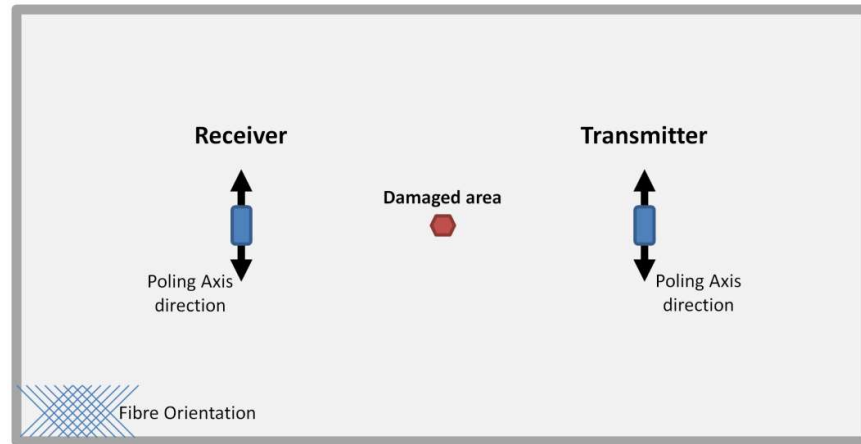 Receiver
Transmitter
Damaged area
Poling Axis
direction
Poling Axis
direction
Fibre Orientation